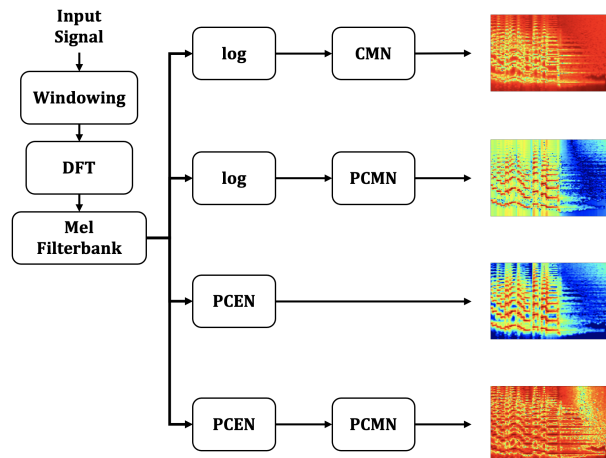 Input
Signal
Windowing
DFT
Mel
Filterbank
log
CMN
log
PCMN
PCEN
PCEN
PCMN